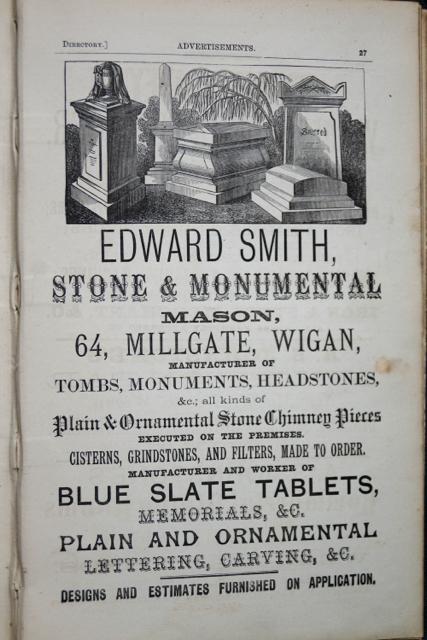 DIRECTORY.] ADVERTISEMENTS. 27
Sacred
EDWARD SMITH,
STONE & MONUMENTAL
MASON,
64, MILLGATE, WIGAN,
MANUFACTURER OF
TOMBS, MONUMENTS, HEADSTONES,
&c.; all kinds of
Plain & Ornamental Stone Chimney Pieces
EXECUTED ON THE PREMISES.
CISTERNS, GRINDSTONES, AND FILTERS, MADE TO ORDER.
MANUFACTURER AND WORKER OF
BLUE SLATE TABLETS,
MEMORIALS, &C.
PLAIN AND ORNAMENTAL
LETTERING, CARVING, &C.
DESIGNS AND ESTIMATES FURNISHED ON APPLICATION.